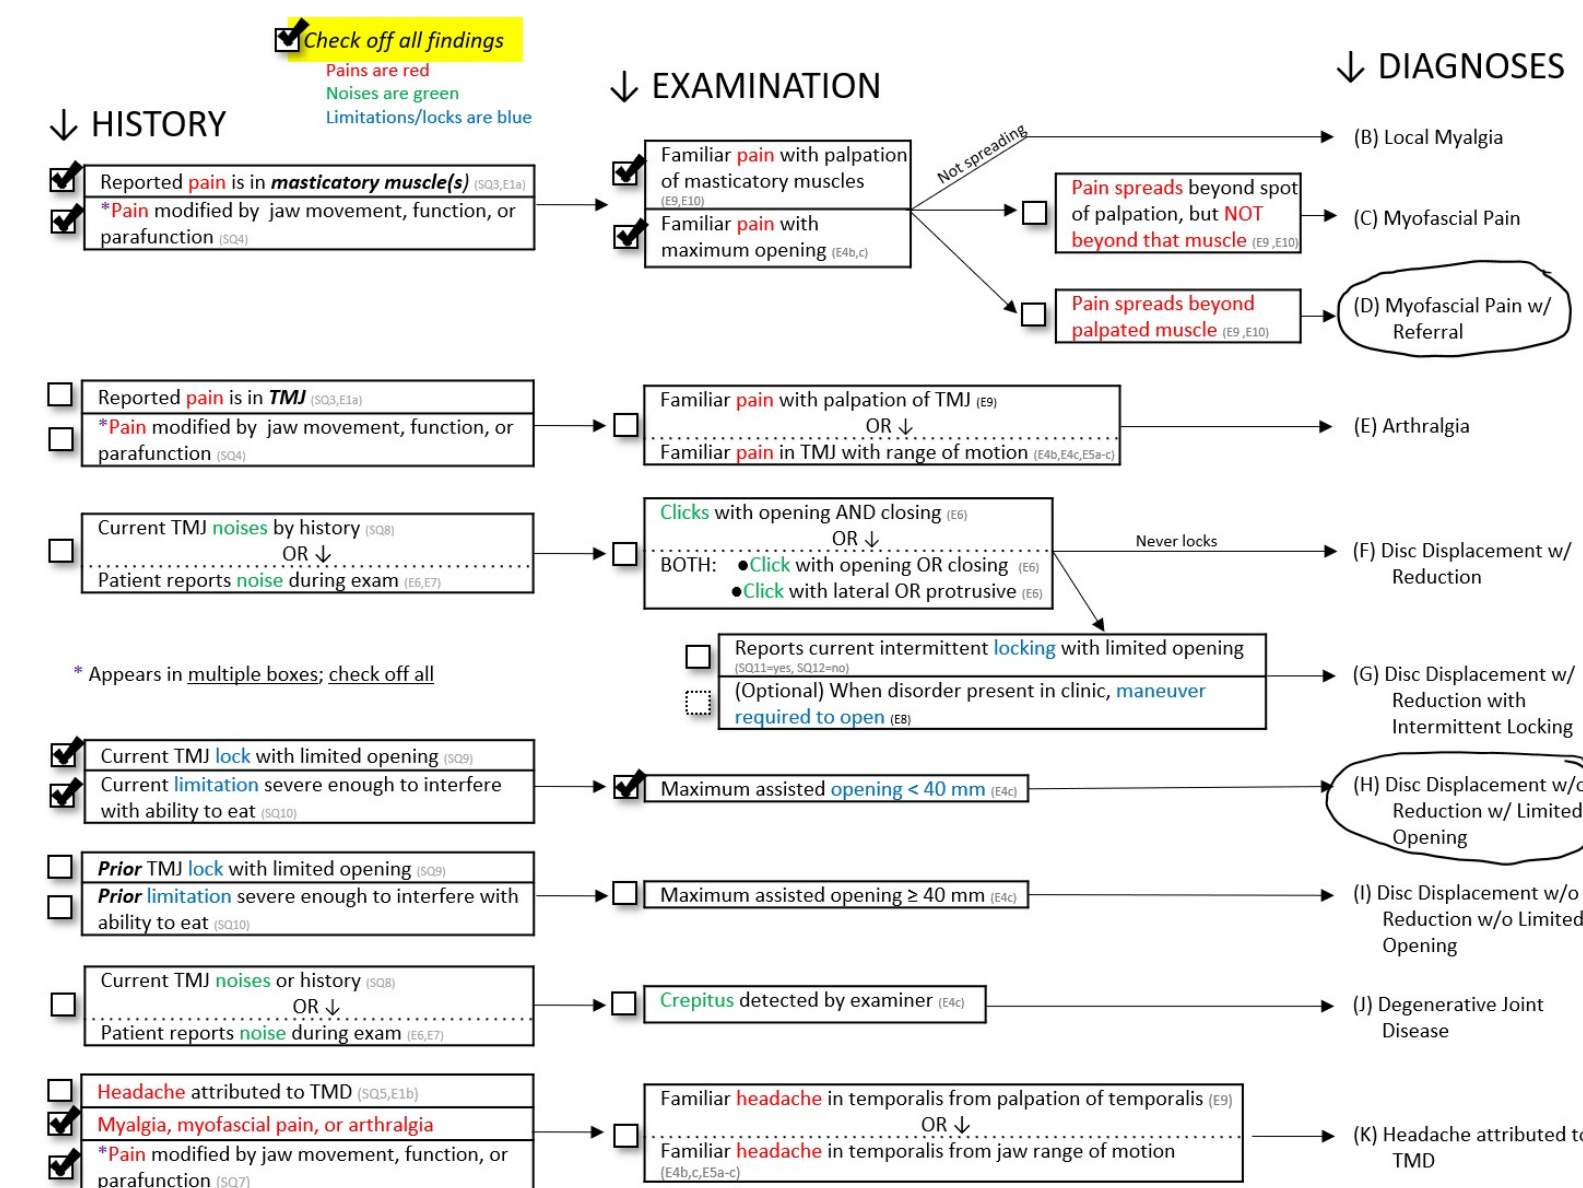 Check off all findings
Pains are red
Noises are green
Limitations/locks are blue
↓ HISTORY
↓ EXAMINATION
↓ DIAGNOSES
Reported pain is in masticatory muscle(s) (SQ3,E1a)
*Pain modified by jaw movement, function, or
parafunction (SQ4)
Familiar pain with palpation
of masticatory muscles
(E9,E10)
Familiar pain with
maximum opening (E4b,c)
Not spreading
(B) Local Myalgia
Pain spreads beyond spot
of palpation, but NOT
beyond that muscle (E9 ,E10)
(C) Myofascial Pain
Pain spreads beyond
palpated muscle (E9 ,E10)
(D) Myofascial Pain w/
Referral
Reported pain is in TMJ (SQ3,E1a)
*Pain modified by jaw movement, function, or
parafunction (SQ4)
Familiar pain with palpation of TMJ (E9)
OR ↓
Familiar pain in TMJ with range of motion (E4b,E4c,E5a-c)
(E) Arthralgia
Current TMJ noises by history (SQ8)
OR ↓
Patient reports noise during exam (E6,E7)
Clicks with opening AND closing (E6)
OR ↓
BOTH: ●Click with opening OR closing (E6)
●Click with lateral OR protrusive (E6)
Never locks
(F) Disc Displacement w/
Reduction
Reports current intermittent locking with limited opening
(SQ11=yes, SQ12=no)
(Optional) When disorder present in clinic, maneuver
required to open (E8)
(G) Disc Displacement w/
Reduction with
Intermittent Locking
* Appears in multiple boxes; check off all
Current TMJ lock with limited opening (SQ9)
Current limitation severe enough to interfere
with ability to eat (SQ10)
Maximum assisted opening < 40 mm (E4c)
(H) Disc Displacement w/o
Reduction w/ Limited
Opening
Prior TMJ lock with limited opening (SQ9)
Prior limitation severe enough to interfere with
ability to eat (SQ10)
Maximum assisted opening ≥ 40 mm (E4c)
(I) Disc Displacement w/o
Reduction w/o Limited
Opening
Current TMJ noises or history (SQ8)
OR ↓
Patient reports noise during exam (E6,E7)
Crepitus detected by examiner (E4c)
(J) Degenerative Joint
Disease
Headache attributed to TMD (SQ5,E1b)
Myalgia, myofascial pain, or arthralgia
*Pain modified by jaw movement, function, or
parafunction (SQ7)
Familiar headache in temporalis from palpation of temporalis (E9)
OR ↓
Familiar headache in temporalis from jaw range of motion
(E4b,c,E5a-c)
(K) Headache attributed to
TMD